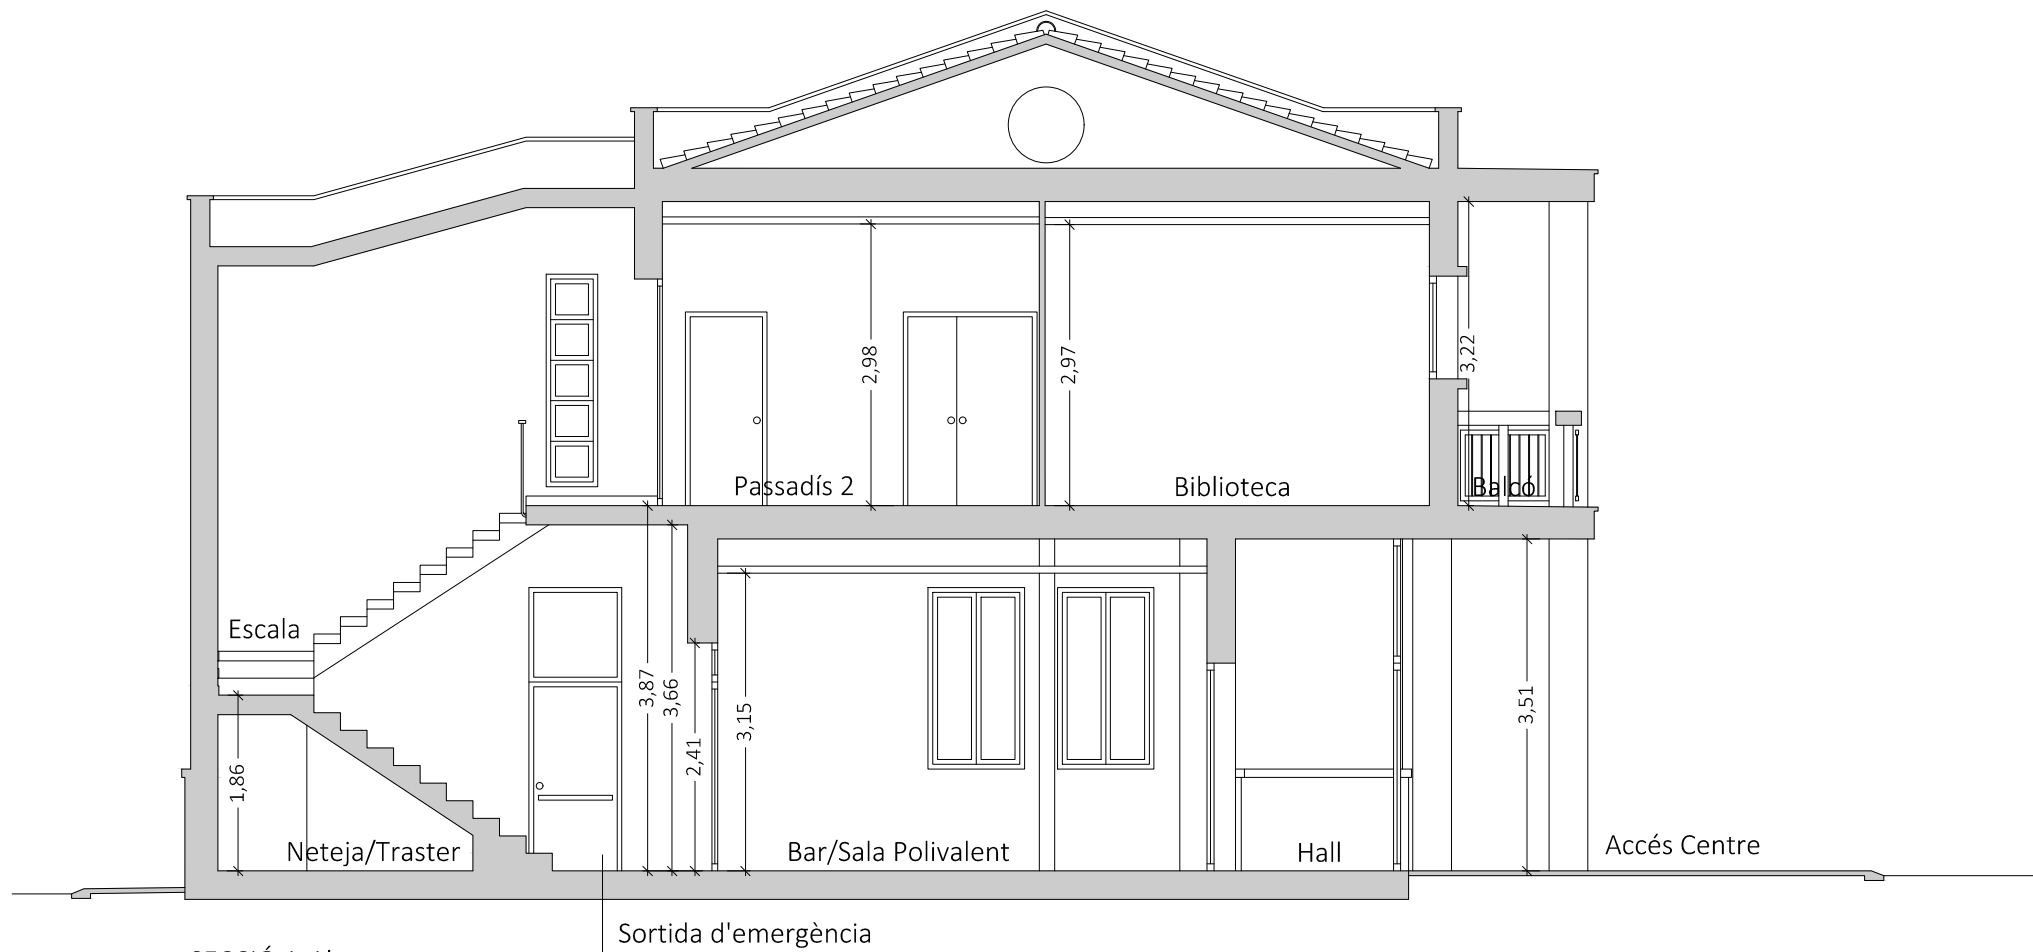 2,98
2,97
3,22
Passadís 2
Biblioteca
Balcó
Escala
3,87
3,66
2,41
3,15
3,51
1,86
Neteja/Traster
Bar/Sala Polivalent
Hall
Accés Centre
Sortida d'emergència